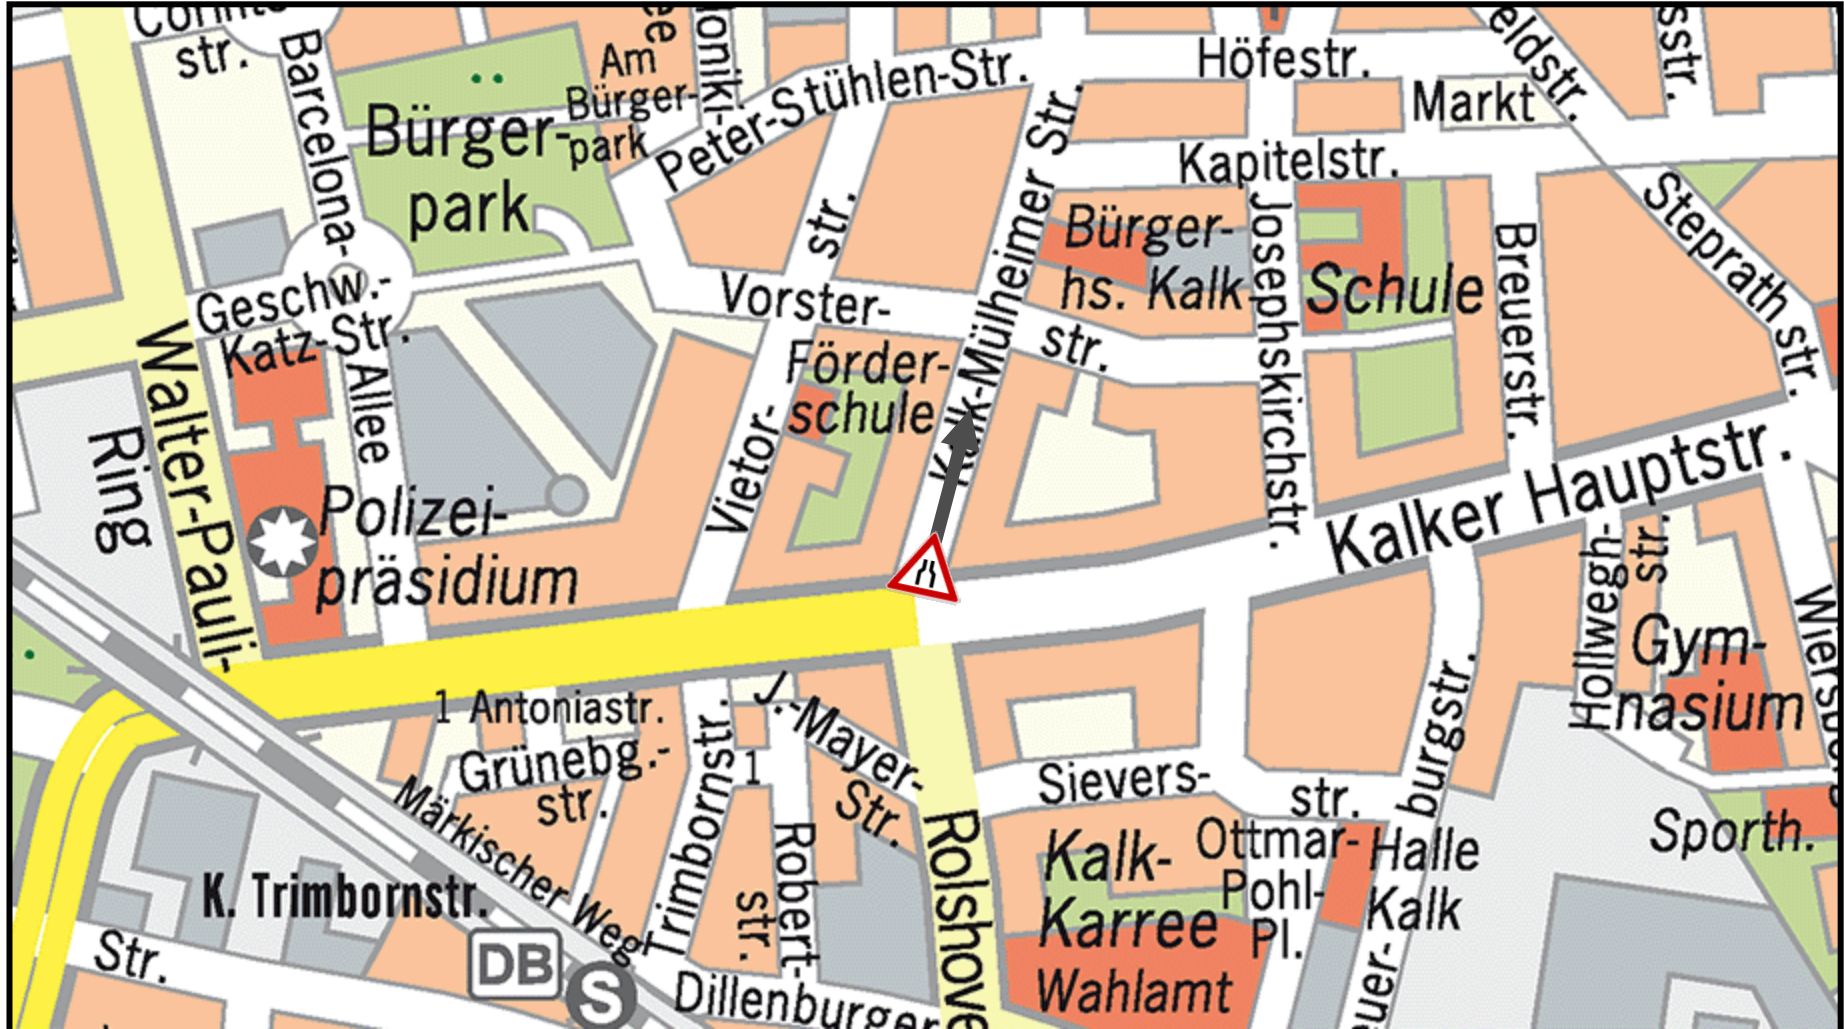 str.
Barcelona-
Allee
Am
Bürger-
park
Bürger-
park
Peter-Stühlen-Str.
Höfestr.
Markt
Kapitelstr.
Kalk-Mülheimer Str.
Bürger-
hs. Kalk
Josephskirchstr.
Schule
Breuerstr.
Steprath str.
Geschw.-
Katz-Str.
Vorster-
str.
Vietor-
str.
Förder-
schule
Walter-Pauli-
Ring
Polizei-
präsidium
Kalker Hauptstr.
Hollwegh-
str.
Gym-
nasium
1 Antoniastr.
Grünebg.-
str.
J.-Mayer-
Str.
1
Märkischer Weg
Trimbornstr.
Robert-
str.
Sievers-
str.
burgstr.
Kalk-
Karree
Wahlamt
Ottmar-
Pohl-
Pl.
Halle
Kalk
Sporth.
K. Trimbornstr.
Str.
DB
S
Dillenburger
Rolshove
euer-